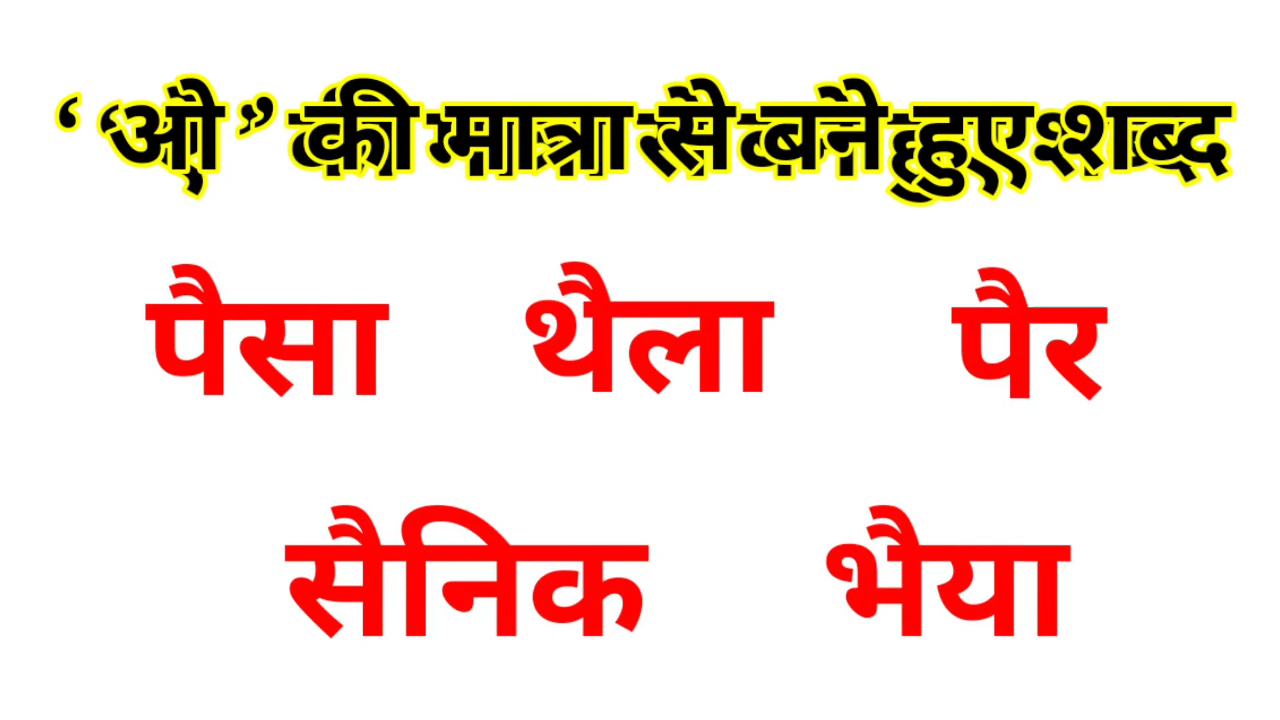 ‘ओ’ की मात्रा से बने हुए शब्द
पैसा थैला पैर
सैनिक भैया